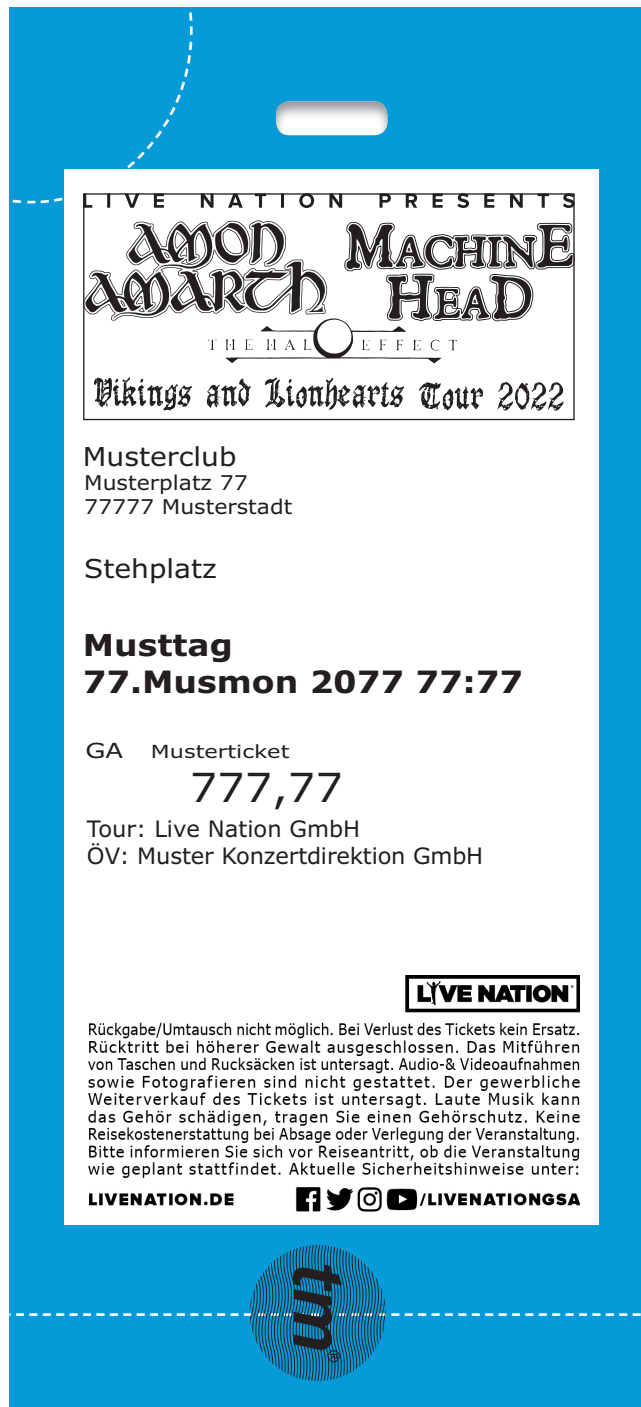 LIVE NATION PRESENTS
AMON AMARTH
MACHINE HEAD
THE HALO EFFECT
Vikings and Lionhearts Tour 2022
Musterclub
Musterplatz 77
77777 Musterstadt
Stehplatz
Musttag
77.Musmon 2077 77:77
GA Musterticket
777,77
Tour: Live Nation GmbH
ÖV: Muster Konzertdirektion GmbH
LIVE NATION
Rückgabe/Umtausch nicht möglich. Bei Verlust des Tickets kein Ersatz.
Rücktritt bei höherer Gewalt ausgeschlossen. Das Mitführen
von Taschen und Rucksäcken ist untersagt. Audio-& Videoaufnahmen
sowie Fotografieren sind nicht gestattet. Der gewerbliche
Weiterverkauf des Tickets ist untersagt. Laute Musik kann
das Gehör schädigen, tragen Sie einen Gehörschutz. Keine
Reisekostenerstattung bei Absage oder Verlegung der Veranstaltung.
Bitte informieren Sie sich vor Reiseantritt, ob die Veranstaltung
wie geplant stattfindet. Aktuelle Sicherheitshinweise unter:
LIVENATION.DE /LIVENATIONGSA
tm®